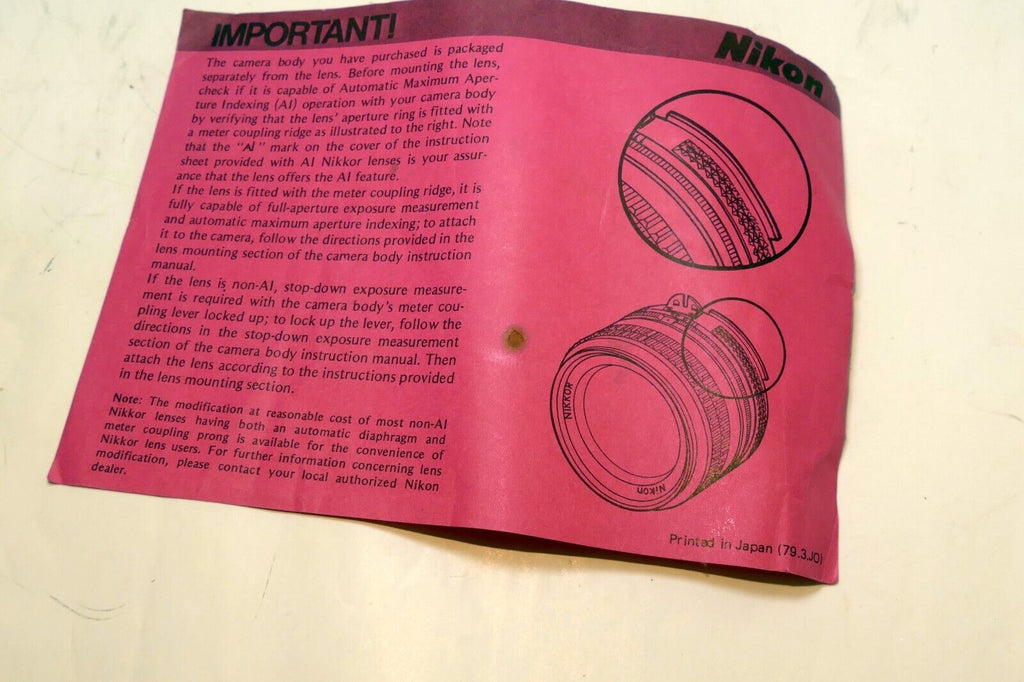 IMPORTANT!
Nikon
The camera body you have purchased is packaged
separately from the lens. Before mounting the lens,
check if it is capable of Automatic Maximum Aper-
ture Indexing (AI) operation with your camera body
by verifying that the lens' aperture ring is fitted with
a meter coupling ridge as illustrated to the right. Note
that the "AI" mark on the cover of the instruction
sheet provided with AI Nikkor lenses is your assur-
ance that the lens offers the AI feature.
If the lens is fitted with the meter coupling ridge, it is
fully capable of full-aperture exposure measurement
and automatic maximum aperture indexing; to attach
it to the camera, follow the directions provided in the
lens mounting section of the camera body instruction
manual.
If the lens is non-AI, stop-down exposure measure-
ment is required with the camera body's meter cou-
pling lever locked up; to lock up the lever, follow the
directions in the stop-down exposure measurement
section of the camera body instruction manual. Then
attach the lens according to the instructions provided
in the lens mounting section.
Note: The modification at reasonable cost of most non-AI
Nikkor lenses having both an automatic diaphragm and
meter coupling prong is available for the convenience of
Nikkor lens users. For further information concerning lens
modification, please contact your local authorized Nikon
dealer.
NIKKOR
Nikon
Printed in Japan (79.3.JO)